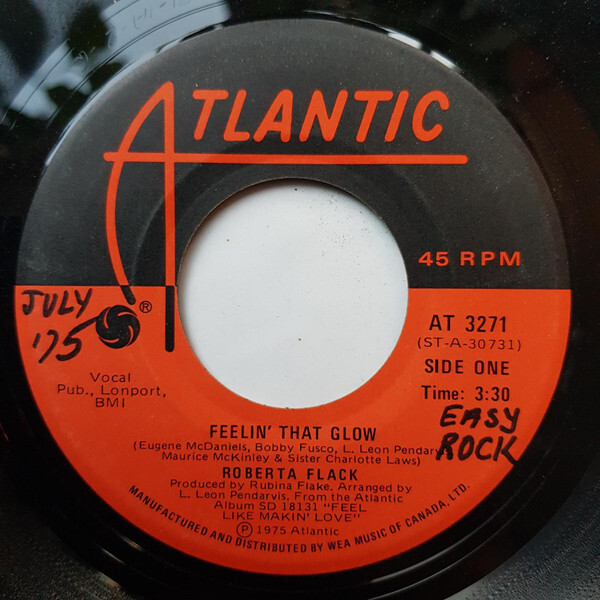 ATLANTIC
45 RPM
JULY
'75
®
Vocal
Pub., Lonport,
BMI
AT 3271
(ST-A-30731)
SIDE ONE
Time: 3:30
EASY
ROCK
FEELIN' THAT GLOW
(Eugene McDaniels, Bobby Fusco, L. Leon Pendarvis
Maurice McKinley & Sister Charlotte Laws)
ROBERTA FLACK
Produced by Rubina Flake. Arranged by
L. Leon Pendarvis. From the Atlantic
Album SD 18131 "FEEL
LIKE MAKIN' LOVE"
Ⓟ 1975 Atlantic
MANUFACTURED AND DISTRIBUTED BY WEA MUSIC OF CANADA, LTD.